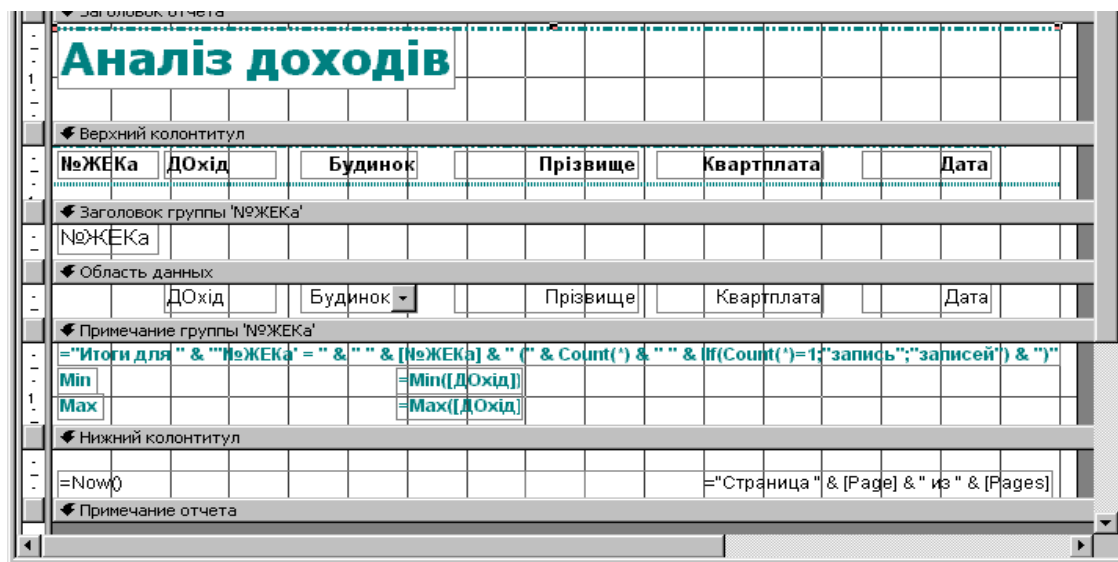 Заголовок отчета
Аналіз доходів
Верхний колонтитул
№ЖЕКа ДОхід Будинок Прізвище Квартплата Дата
Заголовок группы '№ЖЕКа'
№ЖЕКа
Область данных
ДОхід Будинок Прізвище Квартплата Дата
Примечание группы '№ЖЕКа'
="Итоги для " & "'№ЖЕКа' = " & " " & [№ЖЕКа] & " (" & Count(*) & " " & IIf(Count(*)=1;"запись";"записей") & ")"
Min =Min([ДОхід])
Max =Max([ДОхід]
Нижний колонтитул
=Now() ="Страница " & [Page] & " из " & [Pages]
Примечание отчета
1
1